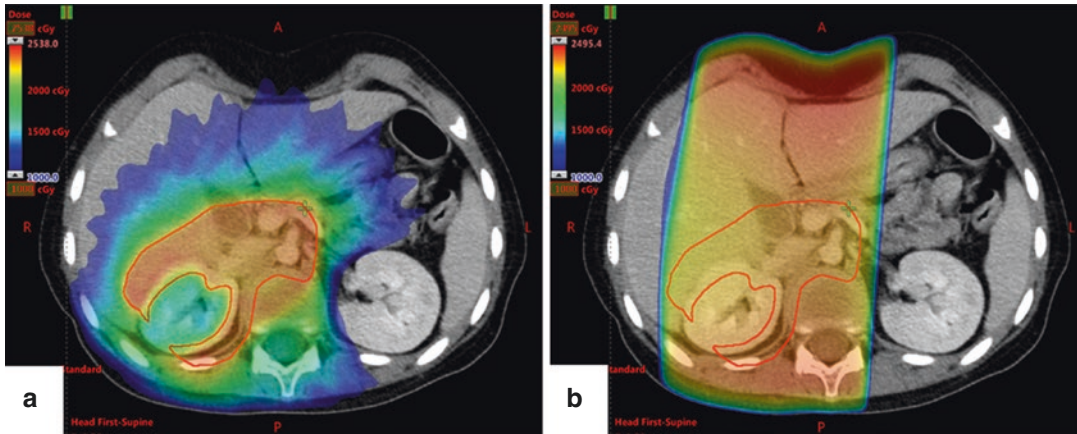 Dose
2538 cGy
2538.0
2000 cGy
1500 cGy
1000.0
1000 cGy
A
R
L
P
Standard
Head First-Supine
a
Dose
cGy
2495.4
2000 cGy
1500 cGy
1000.0
1000 cGy
A
R
L
P
Standard
Head First-Supine
b